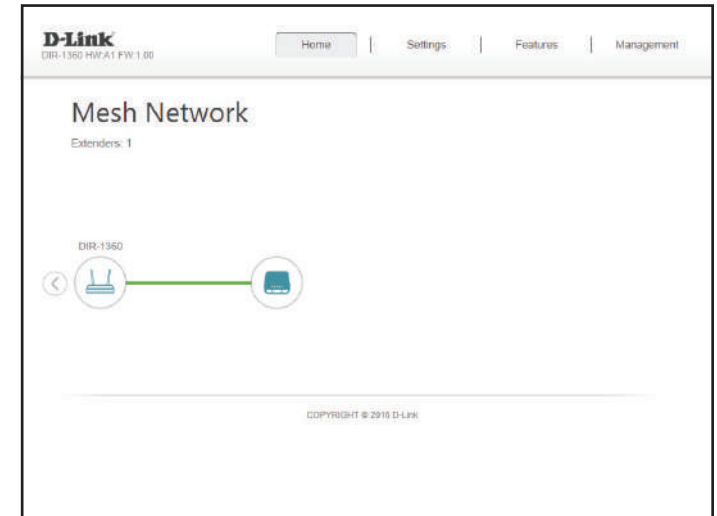 D-Link
DIR-1360 HW:A1 FW:1.00
Home | Settings | Features | Management
Mesh Network
Extenders: 1
DIR-1360
COPYRIGHT © 2016 D-Link